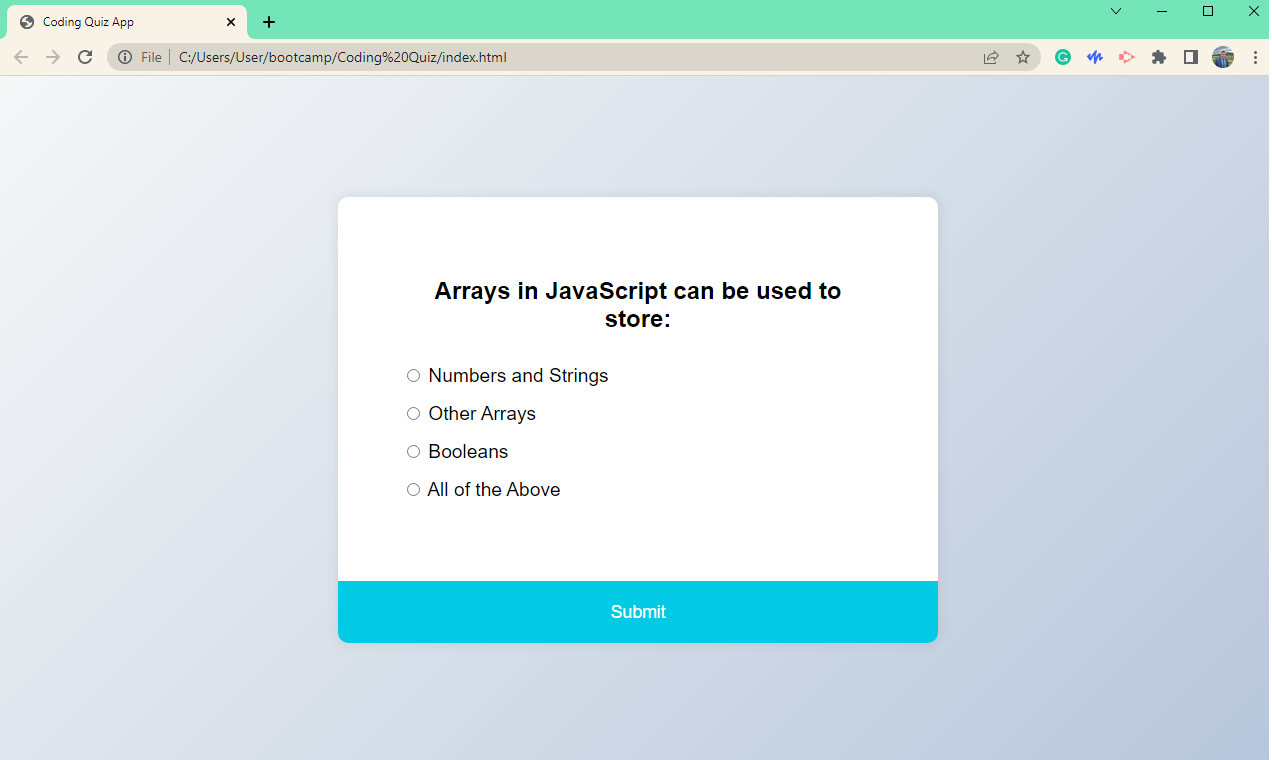 Coding Quiz App
File
C:/Users/User/bootcamp/Coding%20Quiz/index.html
Arrays in JavaScript can be used to
store:
Numbers and Strings
Other Arrays
Booleans
All of the Above
Submit